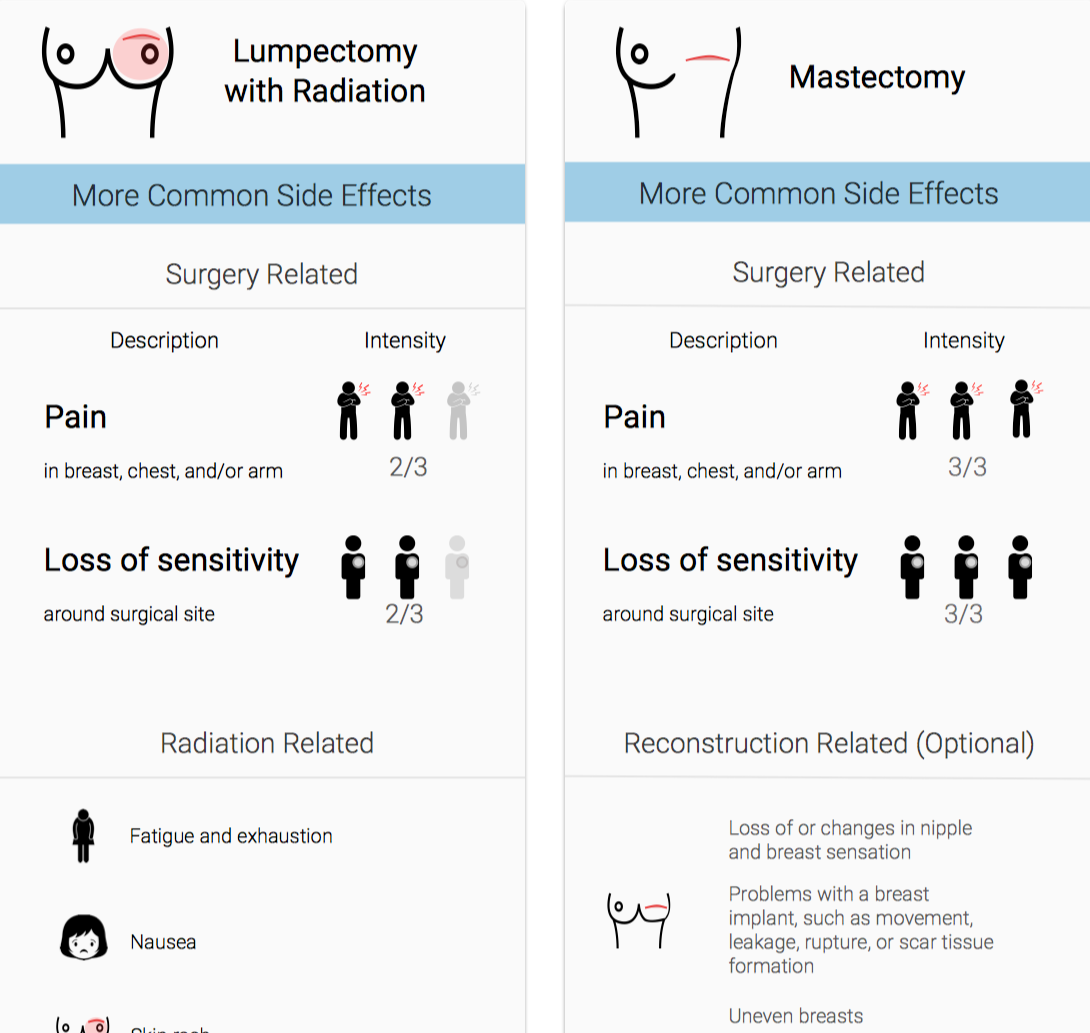 Lumpectomy
with Radiation
More Common Side Effects
Surgery Related
Description Intensity
Pain
in breast, chest, and/or arm
2/3
Loss of sensitivity
around surgical site
2/3
Radiation Related
Fatigue and exhaustion
Nausea
Mastectomy
More Common Side Effects
Surgery Related
Description Intensity
Pain
in breast, chest, and/or arm
3/3
Loss of sensitivity
around surgical site
3/3
Reconstruction Related (Optional)
Loss of or changes in nipple
and breast sensation
Problems with a breast
implant, such as movement,
leakage, rupture, or scar tissue
formation
Uneven breasts